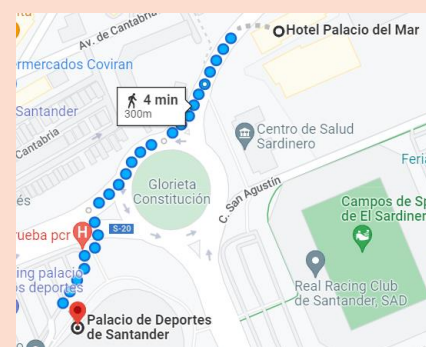 Hotel Palacio del Mar
Av. de Cantabria
ermercados Coviran
4 min
300m
Santander
Cantabria
Centro de Salud
Sardinero
Feria
Glorieta
Constitución
és
C. San Agustín
Campos de Sp
de El Sardiner
rueba pcr
H
S-20
ing palacio
os deportes
Real Racing Club
de Santander, SAD
Palacio de Deportes
de Santander